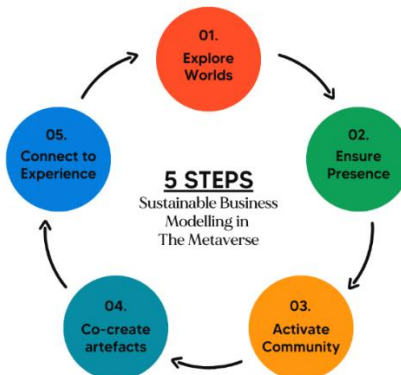 01.
Explore
Worlds
02.
Ensure
Presence
03.
Activate
Community
04.
Co-create
artefacts
05.
Connect to
Experience
5 STEPS
Sustainable Business
Modelling in
The Metaverse